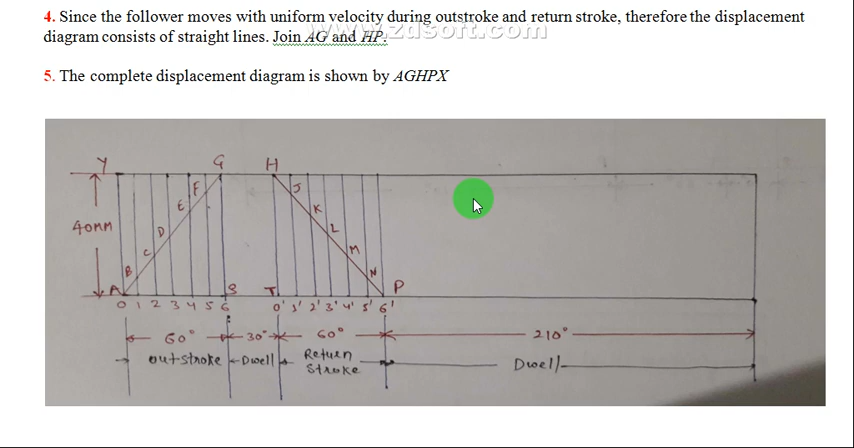 4. Since the follower moves with uniform velocity during outstroke and return stroke, therefore the displacement
diagram consists of straight lines. Join AG and HP.
www.zdsoft.com
5. The complete displacement diagram is shown by AGHPX
Y G H
F J
E K
40mm D L
C M
B N
A S T P
0 1 2 3 4 5 6 0' 1' 2' 3' 4' 5' 6'
60° 30° 60° 210°
outstroke Dwell Return
Stroke Dwell